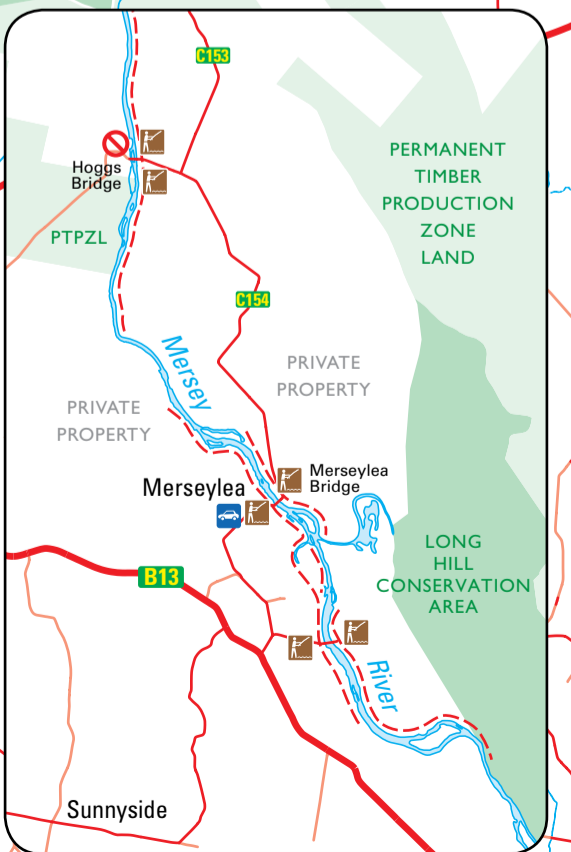 C153
PERMANENT
TIMBER
PRODUCTION
ZONE
LAND
Hoggs
Bridge
PTPZL
C154
Mersey
PRIVATE
PROPERTY
PRIVATE
PROPERTY
Merseylea
Bridge
Merseylea
LONG
HILL
CONSERVATION
AREA
B13
River
Sunnyside